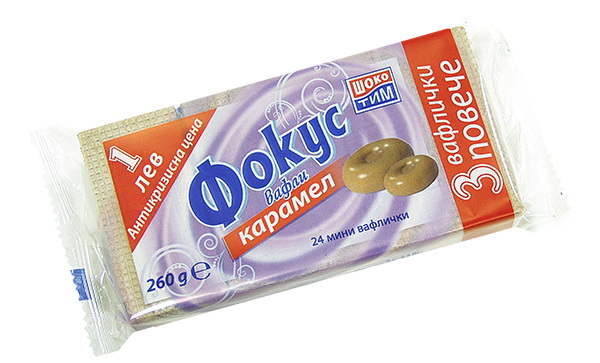 1
лев
Антикризисна цена
Фокус
вафли
карамел
шоко
тим
24 мини вафлички
260 g ℮
3 вафлички
повече